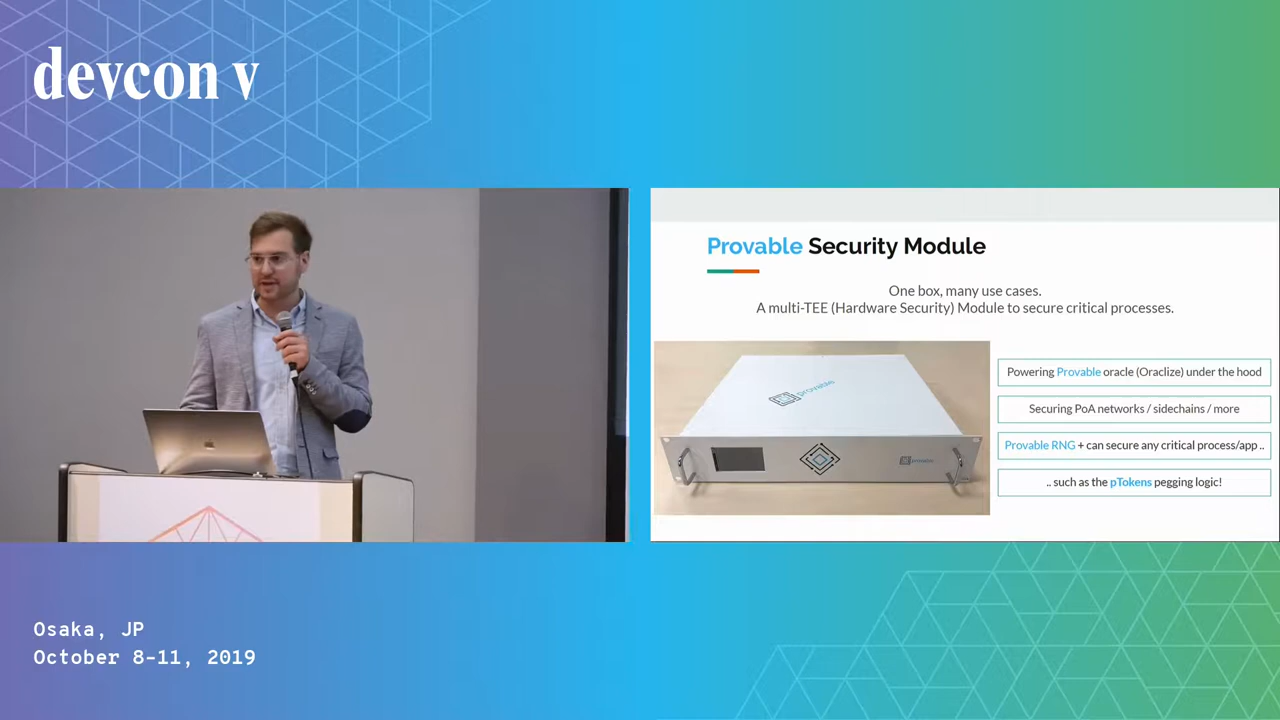 devcon v
Provable Security Module
One box, many use cases.
A multi-TEE (Hardware Security) Module to secure critical processes.
provable
provable
Powering Provable oracle (Oraclize) under the hood
Securing PoA networks / sidechains / more
Provable RNG + can secure any critical process/app ..
.. such as the pTokens pegging logic!
Osaka, JP
October 8-11, 2019